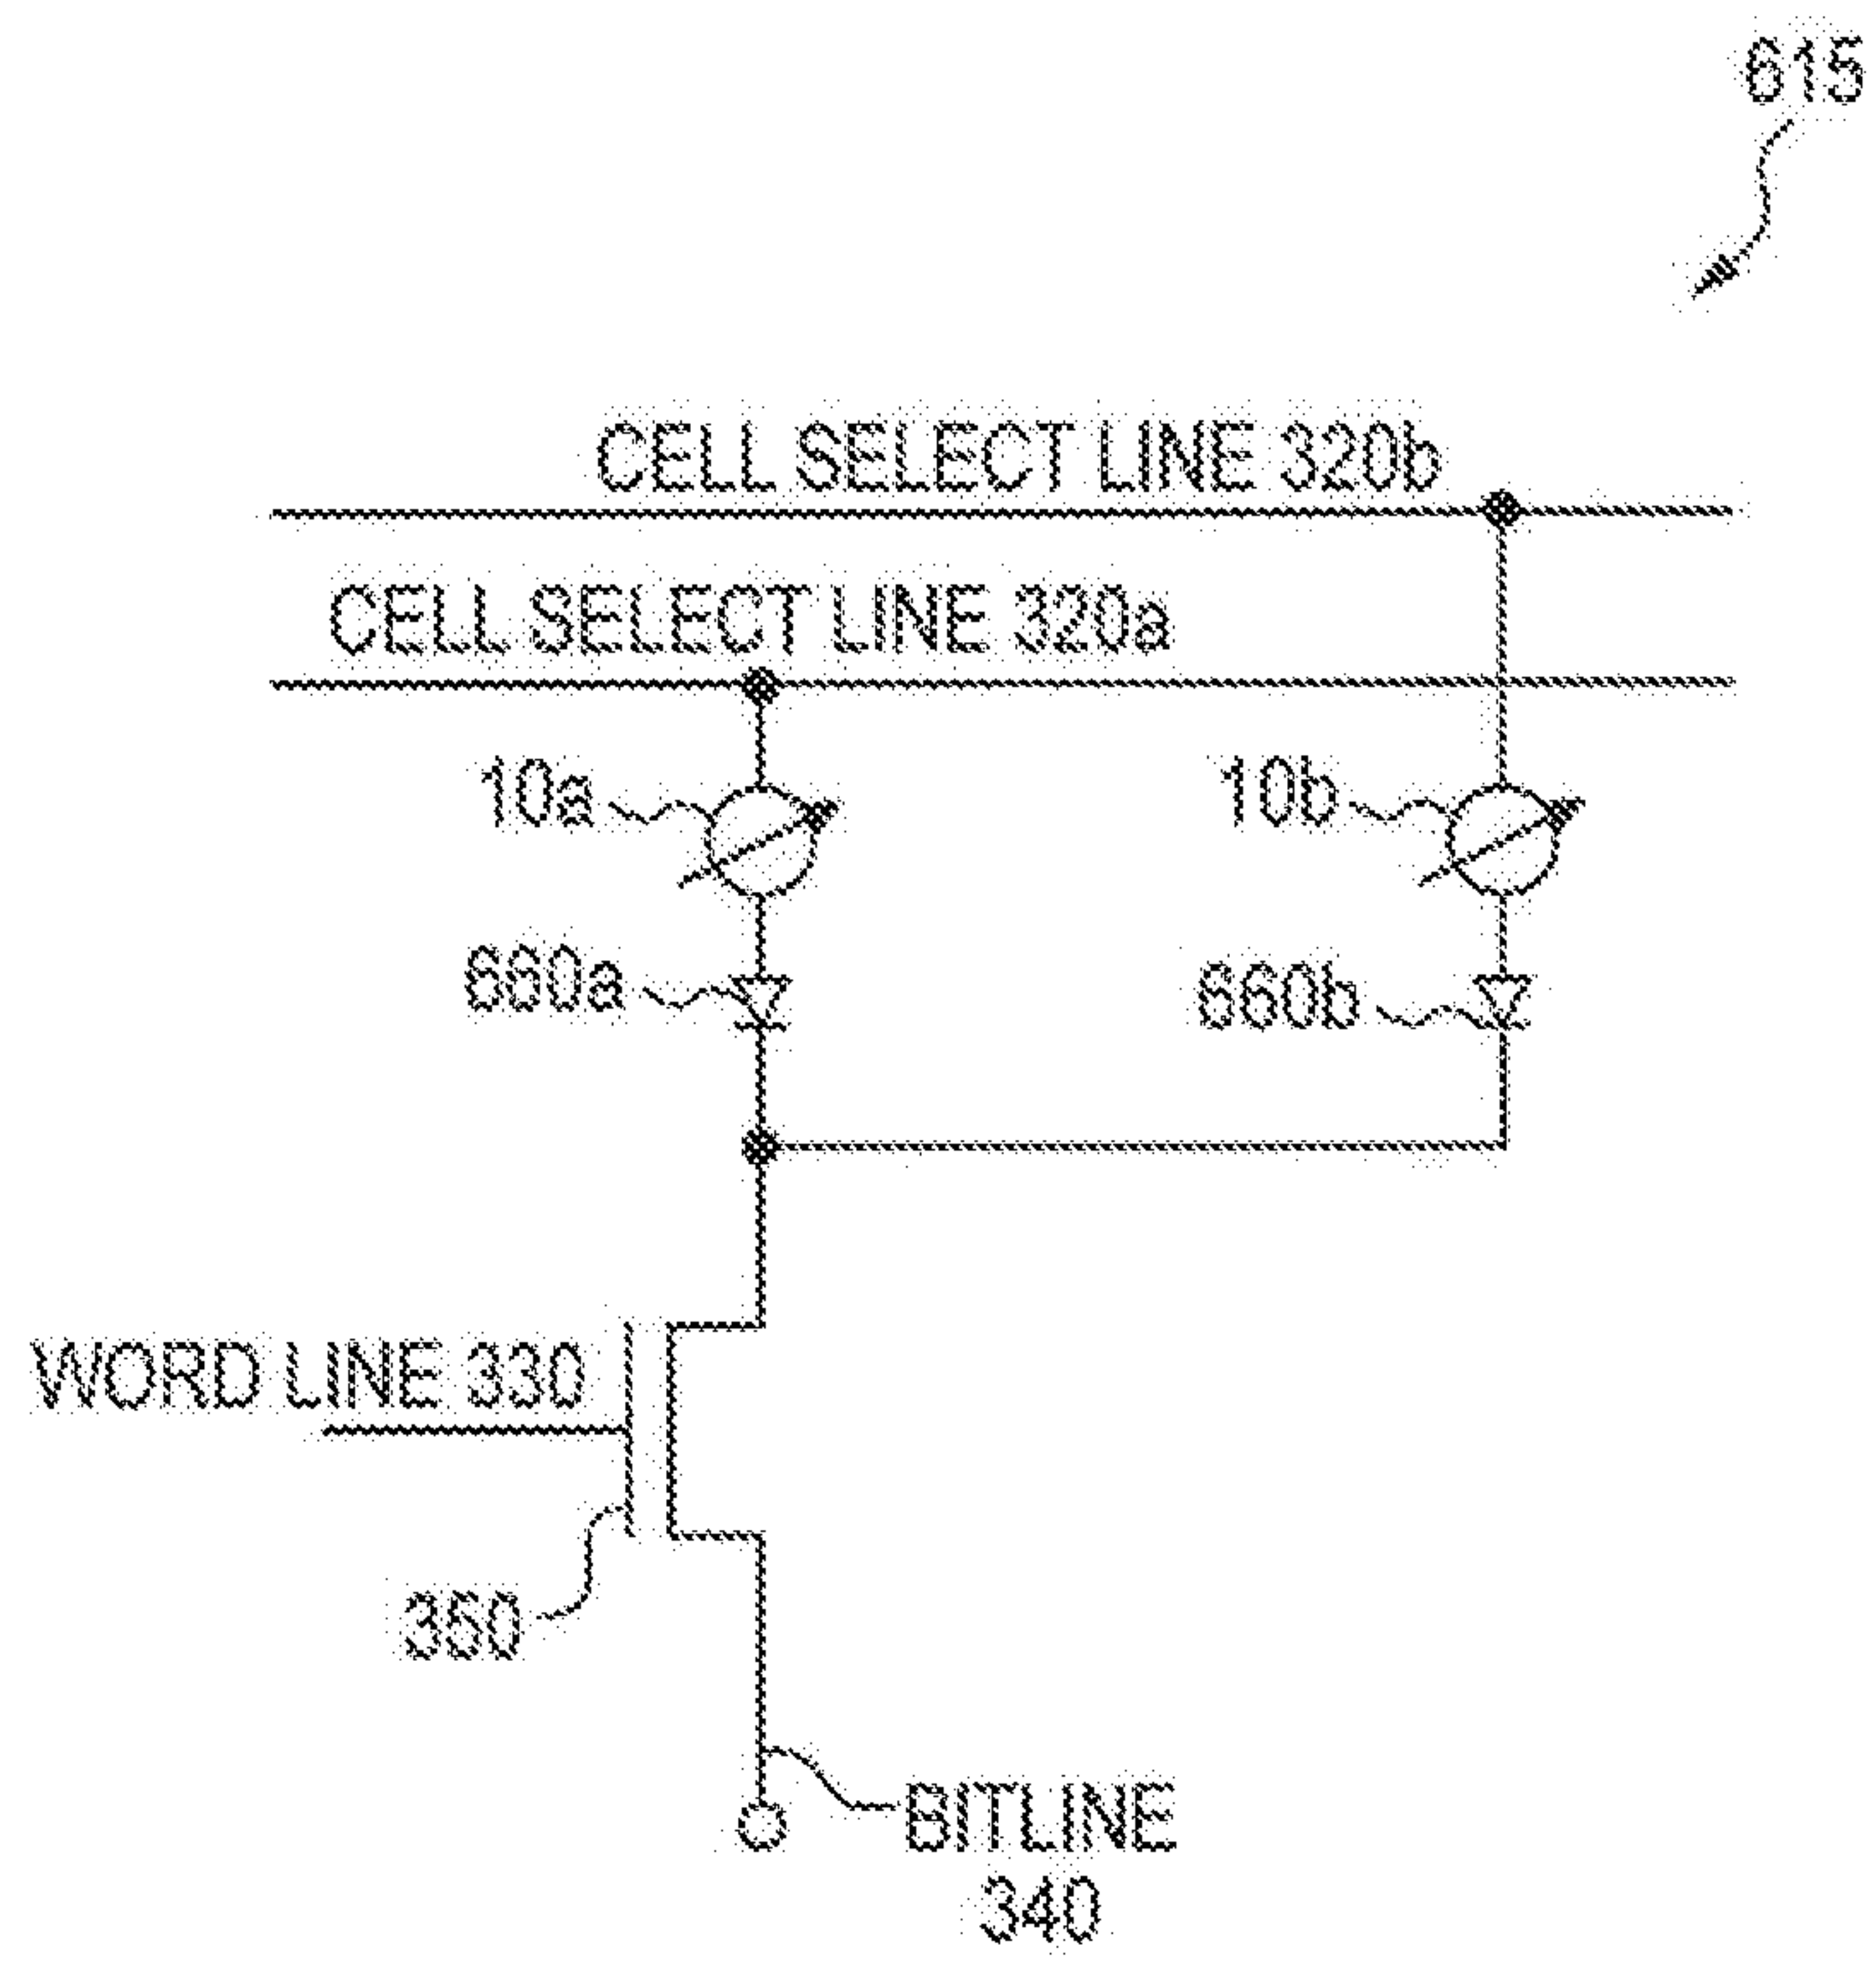 615
CELL SELECT LINE 320b
CELL SELECT LINE 320a
10a
10b
660a
660b
WORD LINE 330
350
BITLINE
340